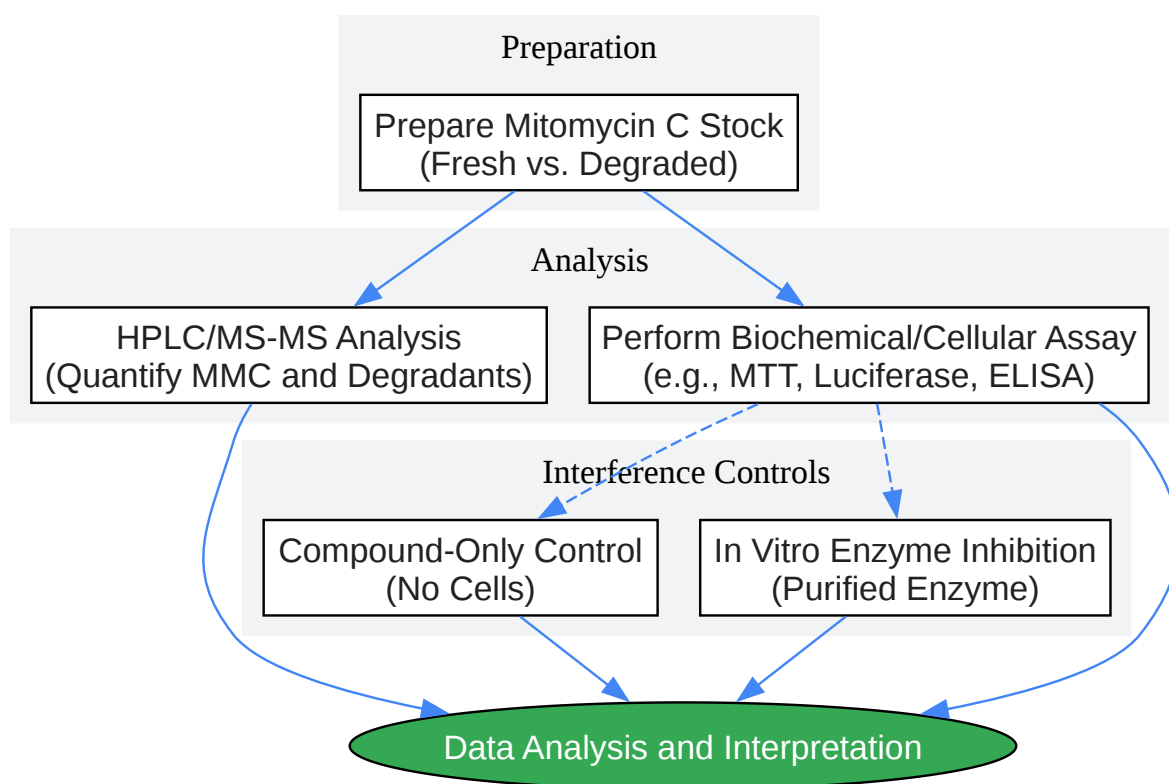 Preparation
Prepare Mitomycin C Stock
(Fresh vs. Degraded)
Analysis
HPLC/MS-MS Analysis
(Quantify MMC and Degradants)
Perform Biochemical/Cellular Assay
(e.g., MTT, Luciferase, ELISA)
Interference Controls
Compound-Only Control
(No Cells)
In Vitro Enzyme Inhibition
(Purified Enzyme)
Data Analysis and Interpretation